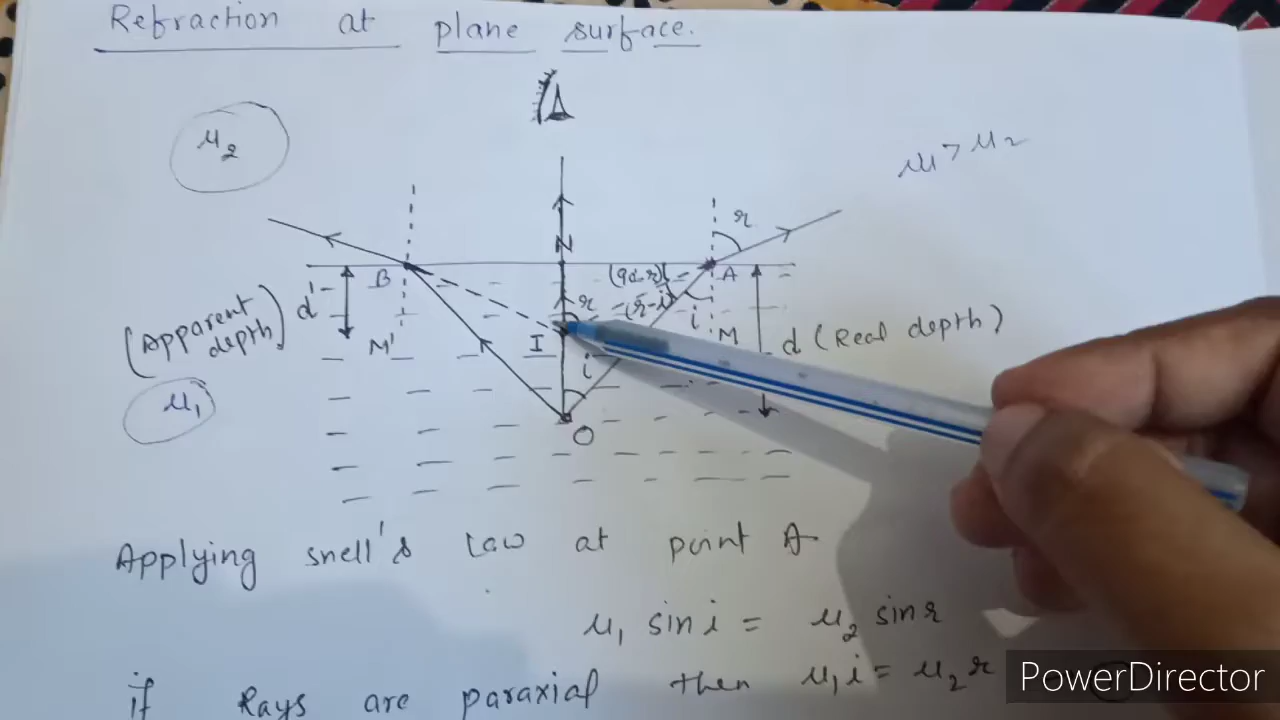 Refraction at plane surface.
μ2
μ1 > μ2
r
N
B
(90-r)
A
r
(r-i)
i
d'
(Apparent depth)
M'
I
M
d (Real depth)
i
μ1
O
Applying snell's Law at point A
μ1 sin i = μ2 sin r
if Rays are paraxial then μ1 i = μ2 r
PowerDirector